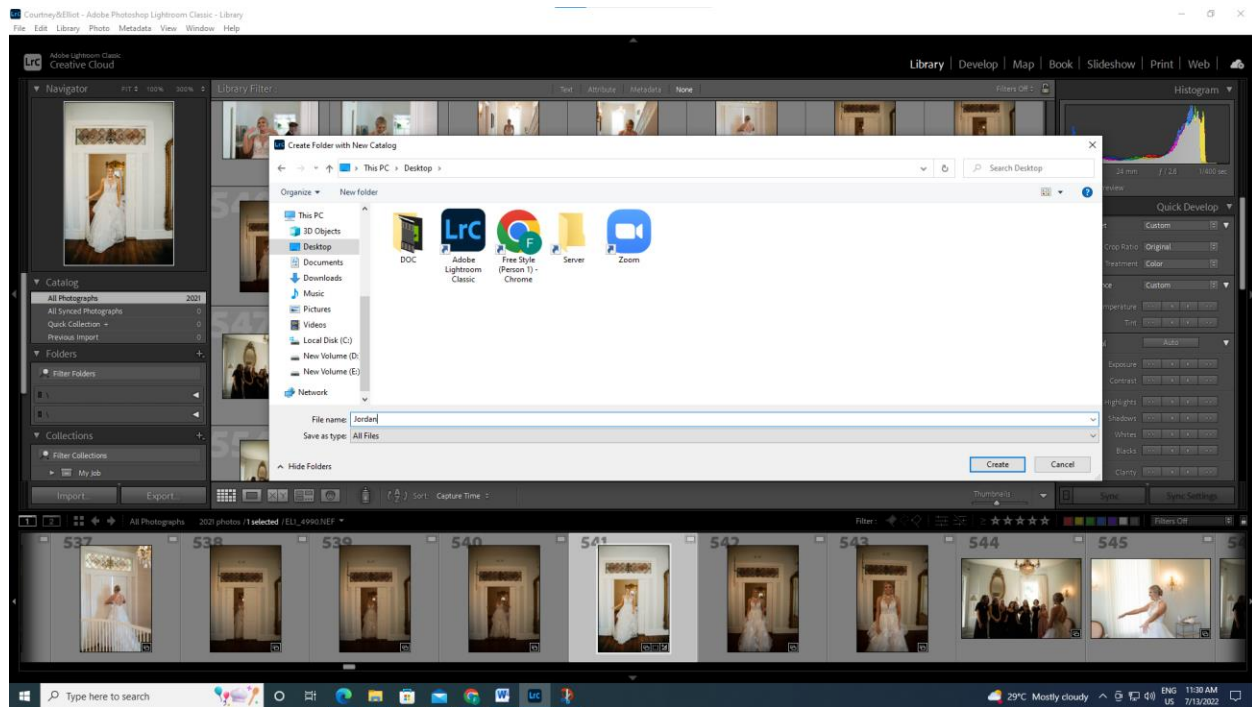 Courtney&Elliot - Adobe Photoshop Lightroom Classic - Library
File Edit Library Photo Metadata View Window Help
LrC Adobe Lightroom Classic
Creative Cloud
Library | Develop | Map | Book | Slideshow | Print | Web
Navigator FIT 100% 300%
Library Filter: Text Attribute Metadata None Filters Off
Histogram
Create Folder with New Catalog
This PC > Desktop >
Search Desktop
24 mm f / 2.6 1/400 sec
Organize New folder
Quick Develop
This PC
3D Objects
Desktop
Documents
Downloads
Music
Pictures
Videos
Local Disk (C:)
New Volume (D:
New Volume (E:)
Network
DOC
Adobe Lightroom Classic
Free Style (Person 1) - Chrome
Server
Zoom
Custom
Crop Ratio Original
Treatment Color
Custom
Tint
Auto
Exposure
Contrast
Highlights
Shadows
Whites
Blacks
Clarity
Catalog
All Photographs 2021
All Synced Photographs 0
Quick Collection + 0
Previous Import 0
Folders
Filter Folders
Collections
Filter Collections
My Job
File name: Jordan
Save as type: All Files
Hide Folders
Create Cancel
Import... Export...
Sort: Capture Time
Thumbnails
Sync Sync Settings
1 2 All Photographs 2021 photos / 1 selected / EL1_4990.NEF
Filter: Filters Off
537 538 539 540 541 542 543 544 545 54
Type here to search
29°C Mostly cloudy
ENG 11:30 AM
US 7/13/2022